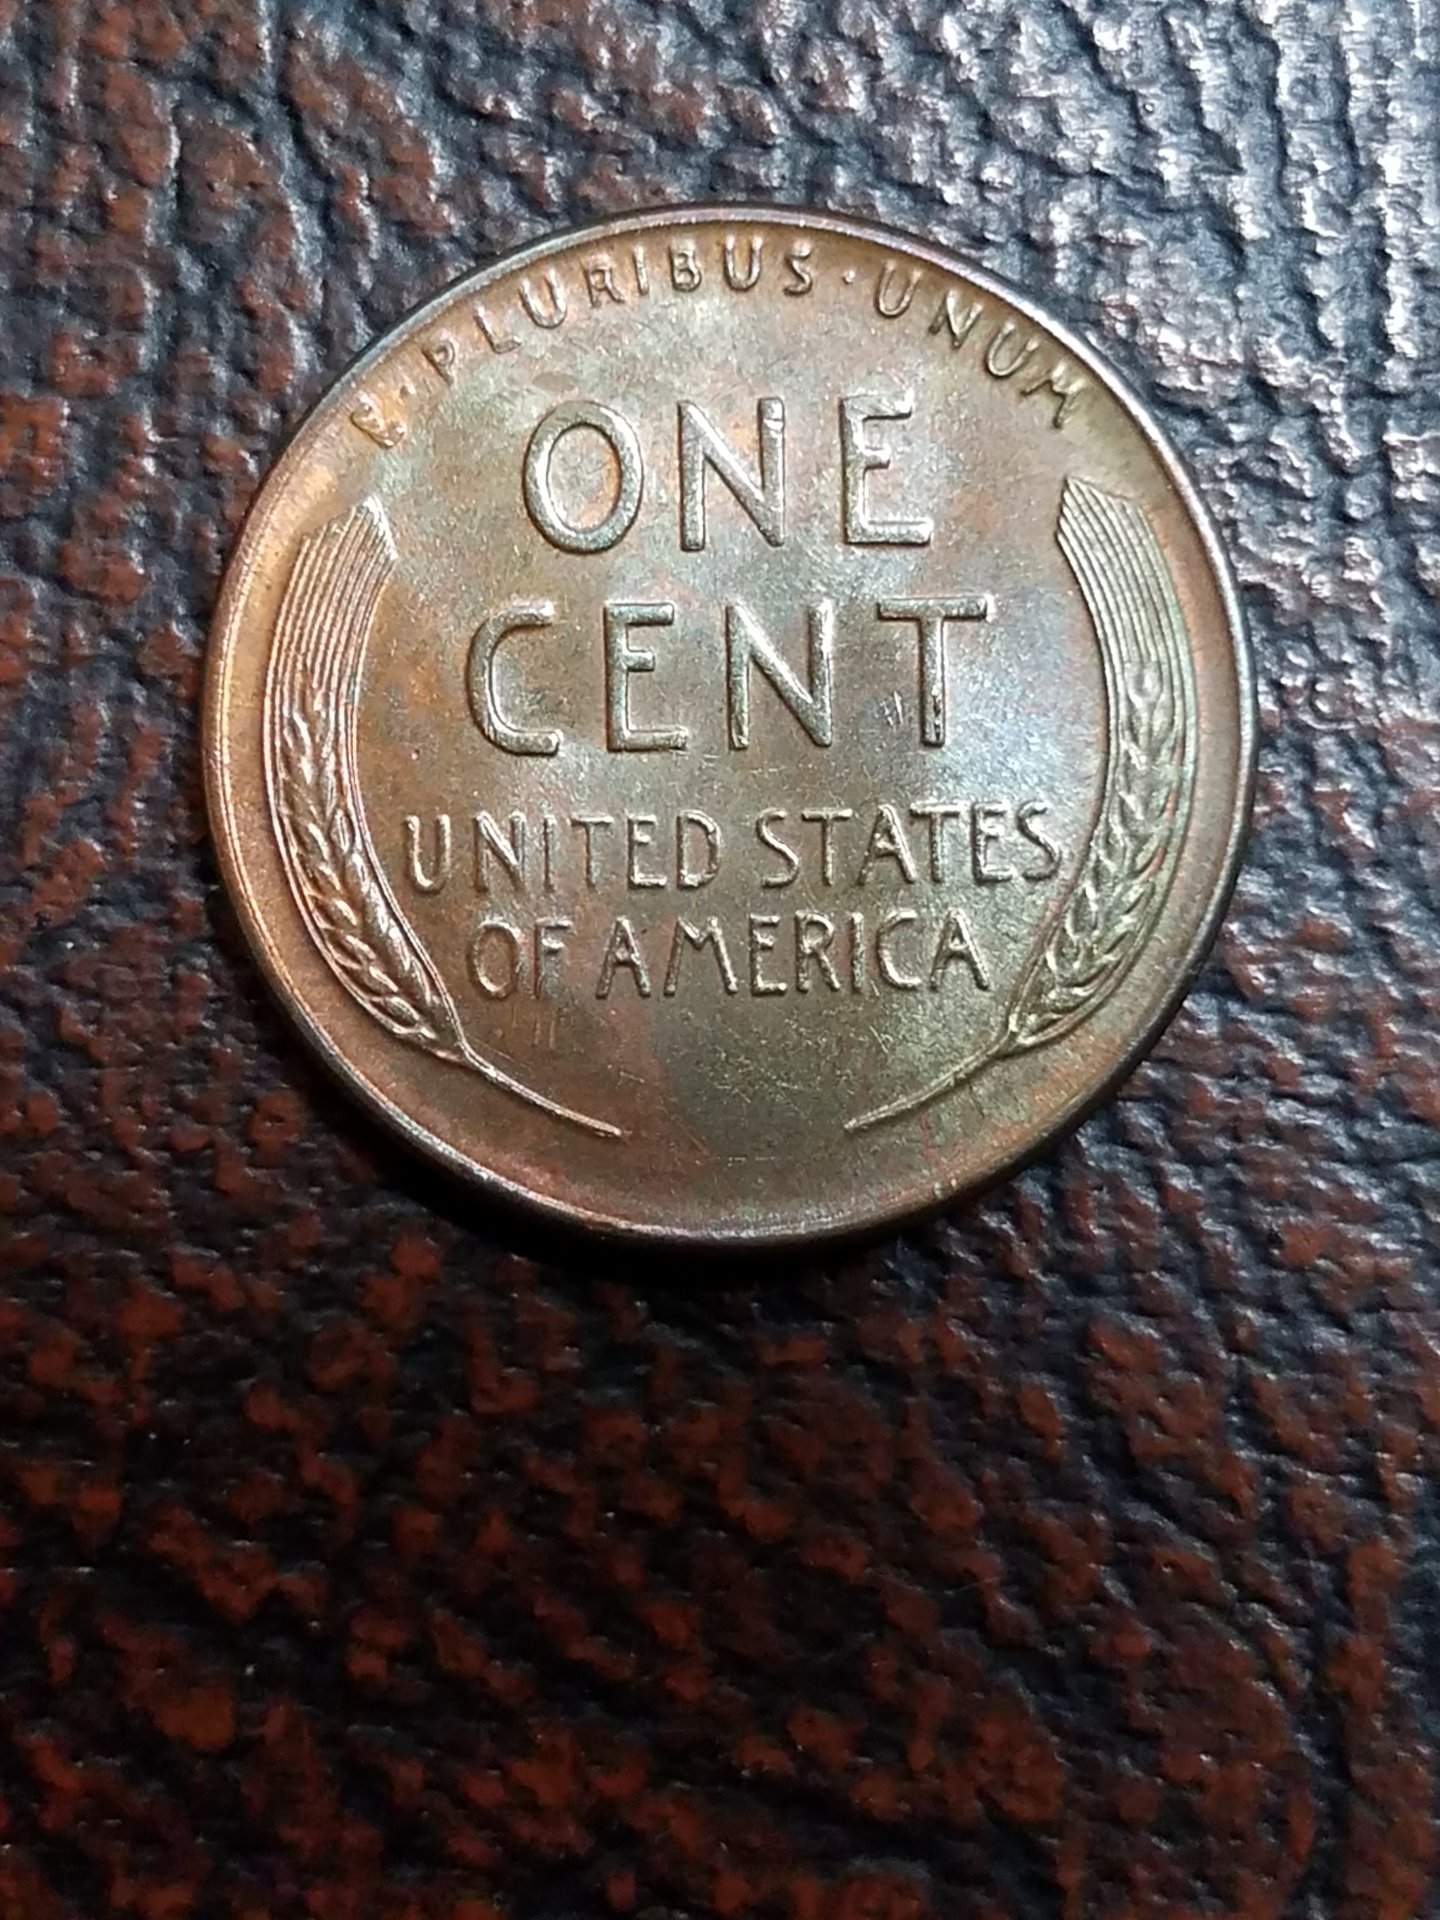 E·PLURIBUS·UNUM
ONE
CENT
UNITED STATES
OF AMERICA